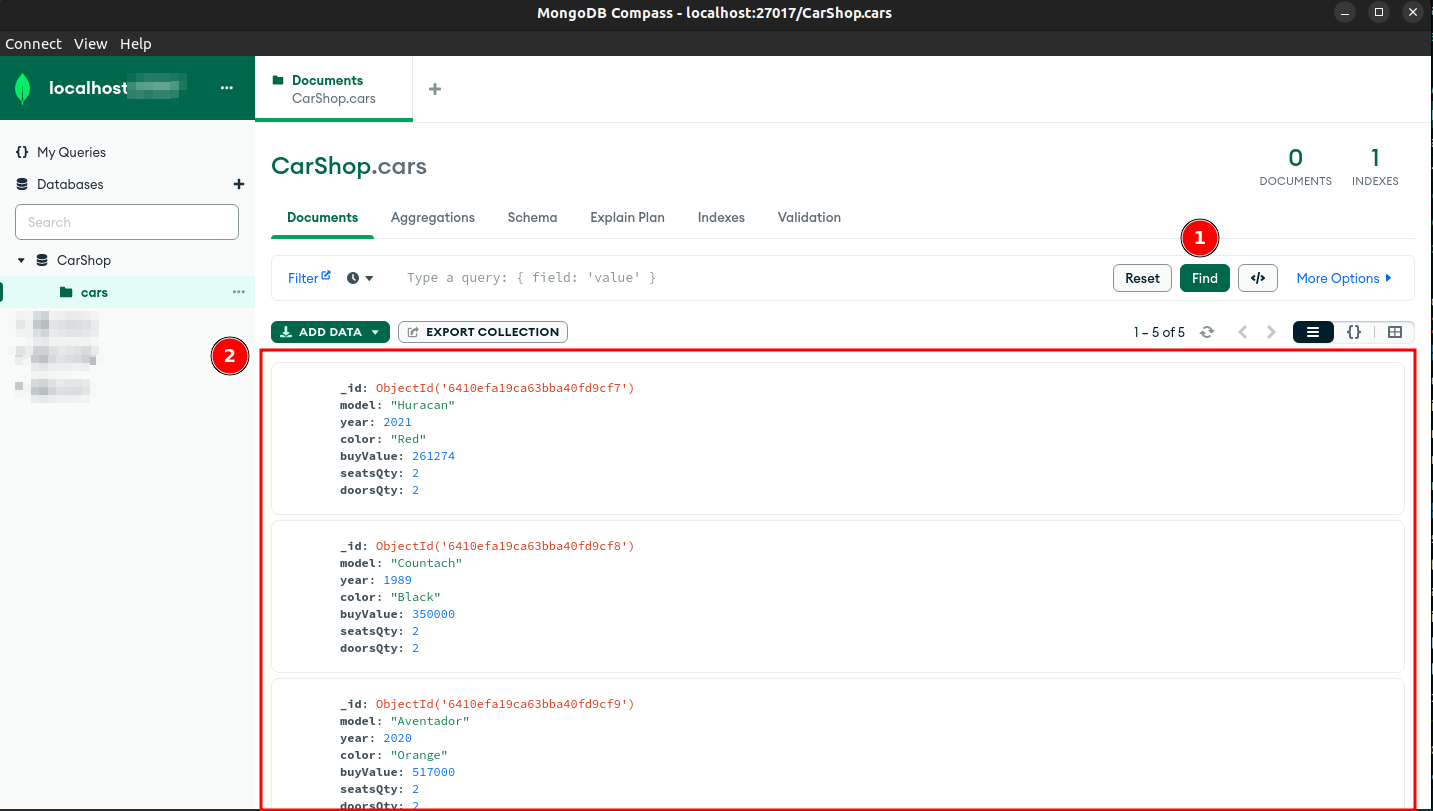 MongoDB Compass - localhost:27017/CarShop.cars
Connect View Help
localhost
Documents
CarShop.cars
My Queries
Databases
Search
CarShop
cars
CarShop.cars
0
DOCUMENTS
1
INDEXES
Documents Aggregations Schema Explain Plan Indexes Validation
1
Filter Type a query: { field: 'value' } Reset Find </> More Options
ADD DATA EXPORT COLLECTION 1 – 5 of 5 {}
2
_id: ObjectId('6410efa19ca63bba40fd9cf7')
model: "Huracan"
year: 2021
color: "Red"
buyValue: 261274
seatsQty: 2
doorsQty: 2
_id: ObjectId('6410efa19ca63bba40fd9cf8')
model: "Countach"
year: 1989
color: "Black"
buyValue: 350000
seatsQty: 2
doorsQty: 2
_id: ObjectId('6410efa19ca63bba40fd9cf9')
model: "Aventador"
year: 2020
color: "Orange"
buyValue: 517000
seatsQty: 2
doorsQty: 2